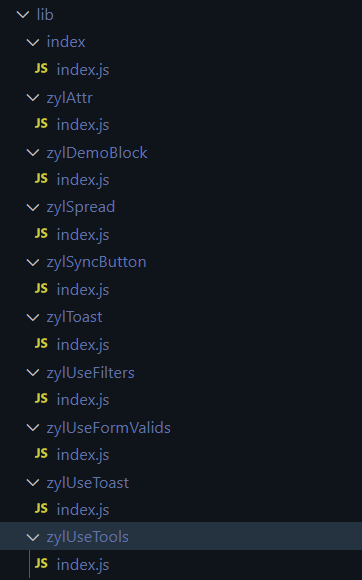 lib
index
JS index.js
zylAttr
JS index.js
zylDemoBlock
JS index.js
zylSpread
JS index.js
zylSyncButton
JS index.js
zylToast
JS index.js
zylUseFilters
JS index.js
zylUseFormValids
JS index.js
zylUseToast
JS index.js
zylUseTools
JS index.js